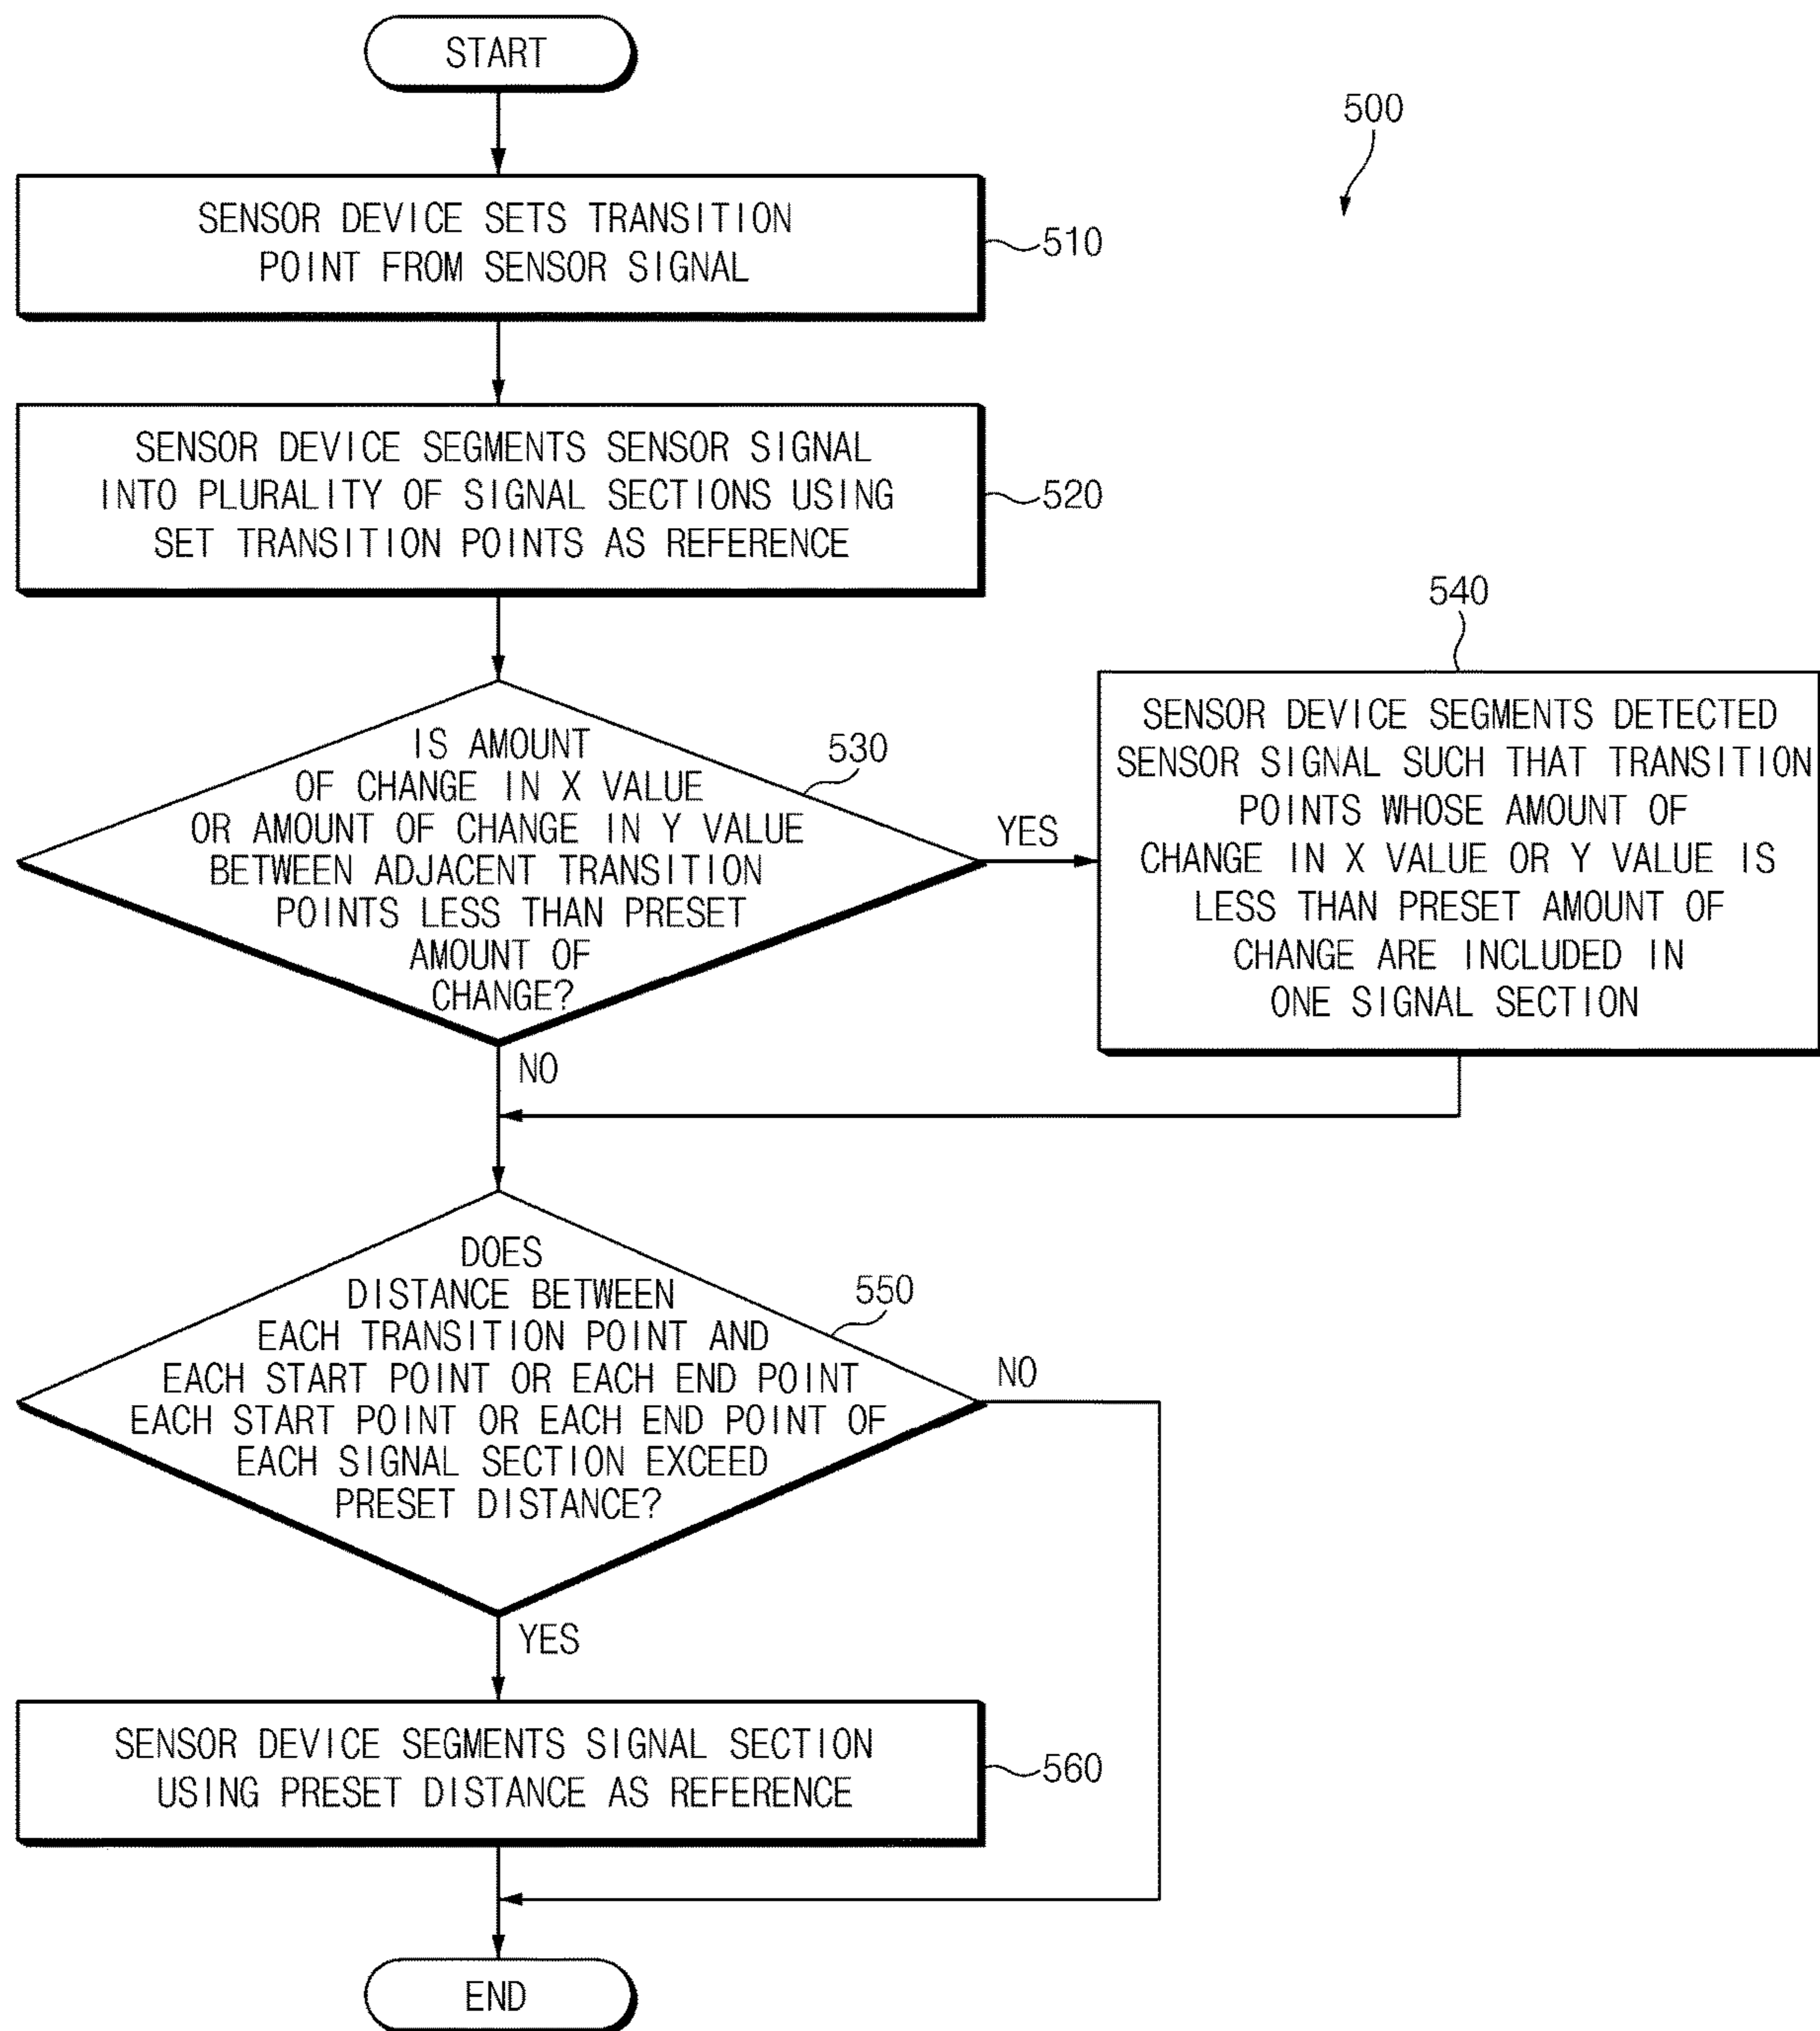 START
500
SENSOR DEVICE SETS TRANSITION
POINT FROM SENSOR SIGNAL
510
SENSOR DEVICE SEGMENTS SENSOR SIGNAL
INTO PLURALITY OF SIGNAL SECTIONS USING
SET TRANSITION POINTS AS REFERENCE
520
IS AMOUNT
OF CHANGE IN X VALUE
OR AMOUNT OF CHANGE IN Y VALUE
BETWEEN ADJACENT TRANSITION
POINTS LESS THAN PRESET
AMOUNT OF
CHANGE?
530
YES
NO
540
SENSOR DEVICE SEGMENTS DETECTED
SENSOR SIGNAL SUCH THAT TRANSITION
POINTS WHOSE AMOUNT OF
CHANGE IN X VALUE OR Y VALUE IS
LESS THAN PRESET AMOUNT OF
CHANGE ARE INCLUDED IN
ONE SIGNAL SECTION
DOES
DISTANCE BETWEEN
EACH TRANSITION POINT AND
EACH START POINT OR EACH END POINT
EACH START POINT OR EACH END POINT OF
EACH SIGNAL SECTION EXCEED
PRESET DISTANCE?
550
NO
YES
SENSOR DEVICE SEGMENTS SIGNAL SECTION
USING PRESET DISTANCE AS REFERENCE
560
END